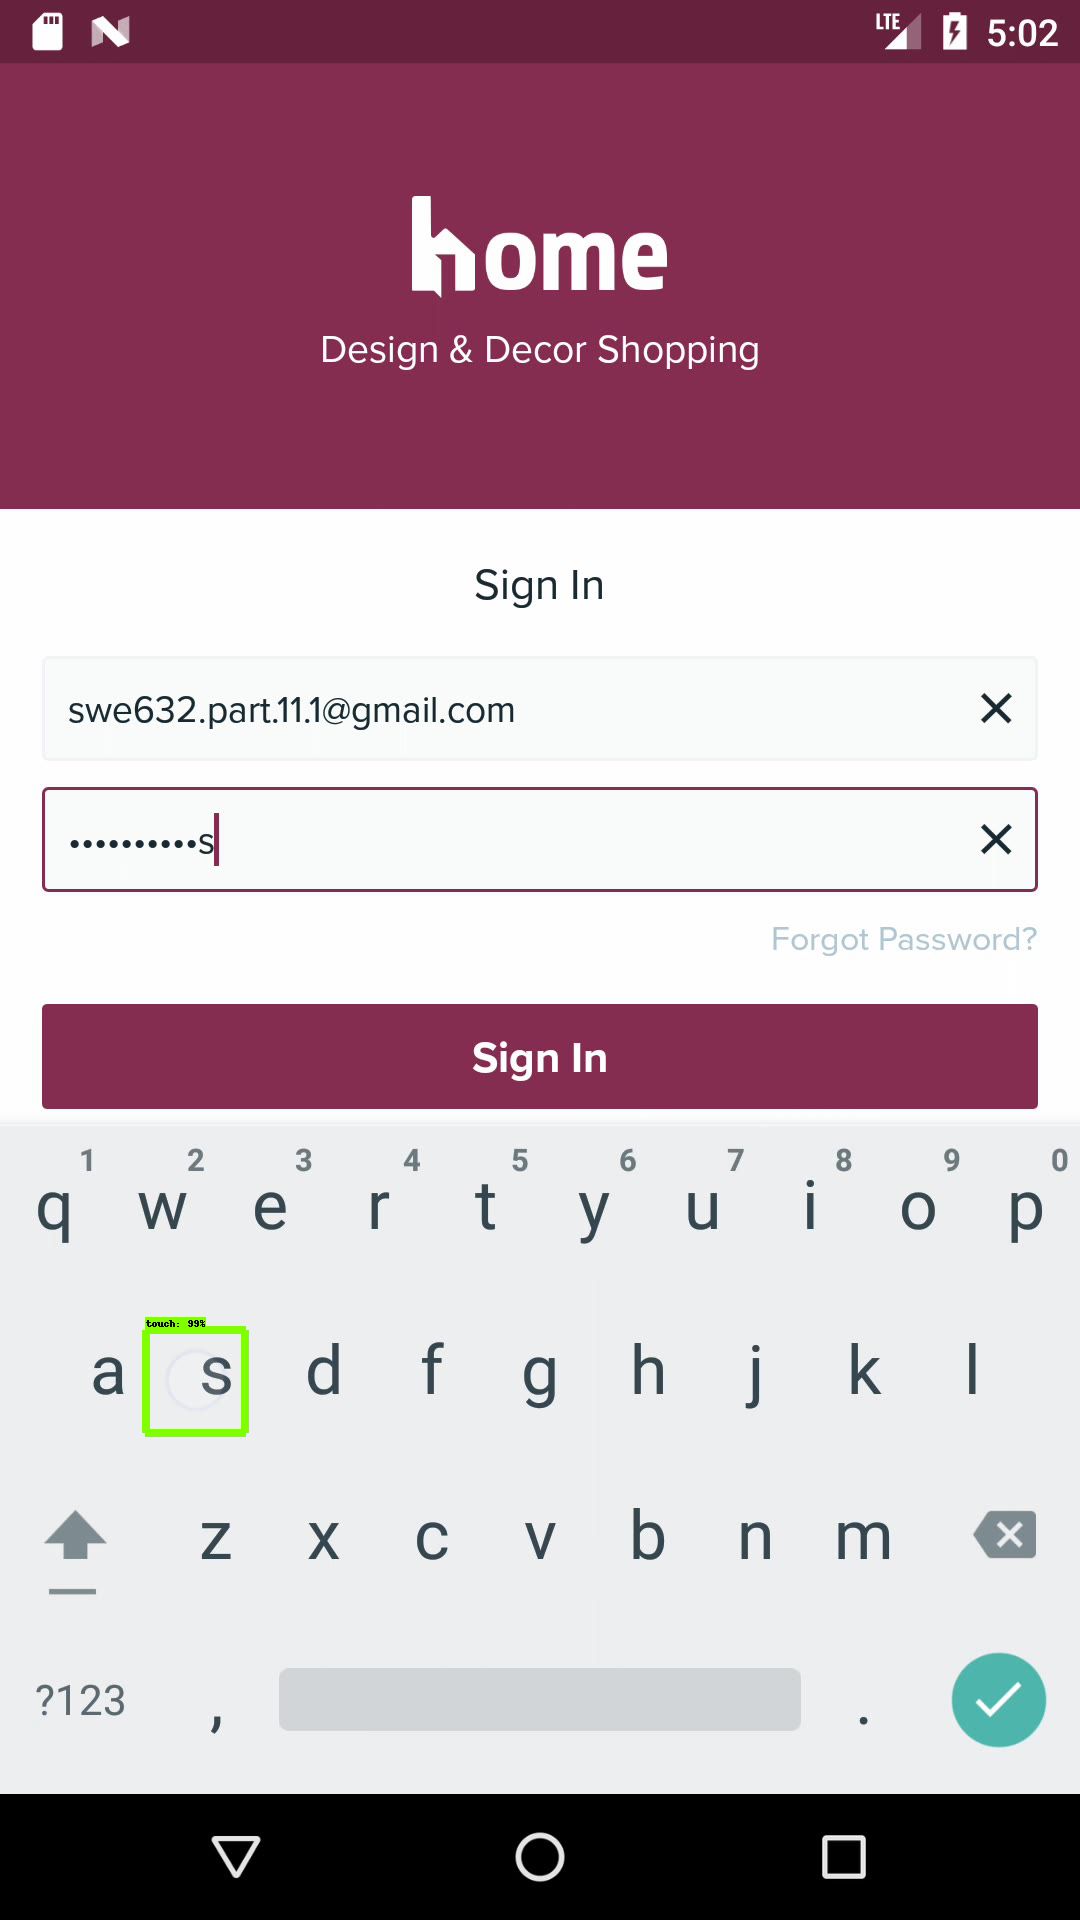 LTE 5:02
home
Design & Decor Shopping
Sign In
swe632.part.11.1@gmail.com
••••••••••s
Forgot Password?
Sign In
1 2 3 4 5 6 7 8 9 0
q w e r t y u i o p
touch: 99%
a s d f g h j k l
z x c v b n m
?123 , .